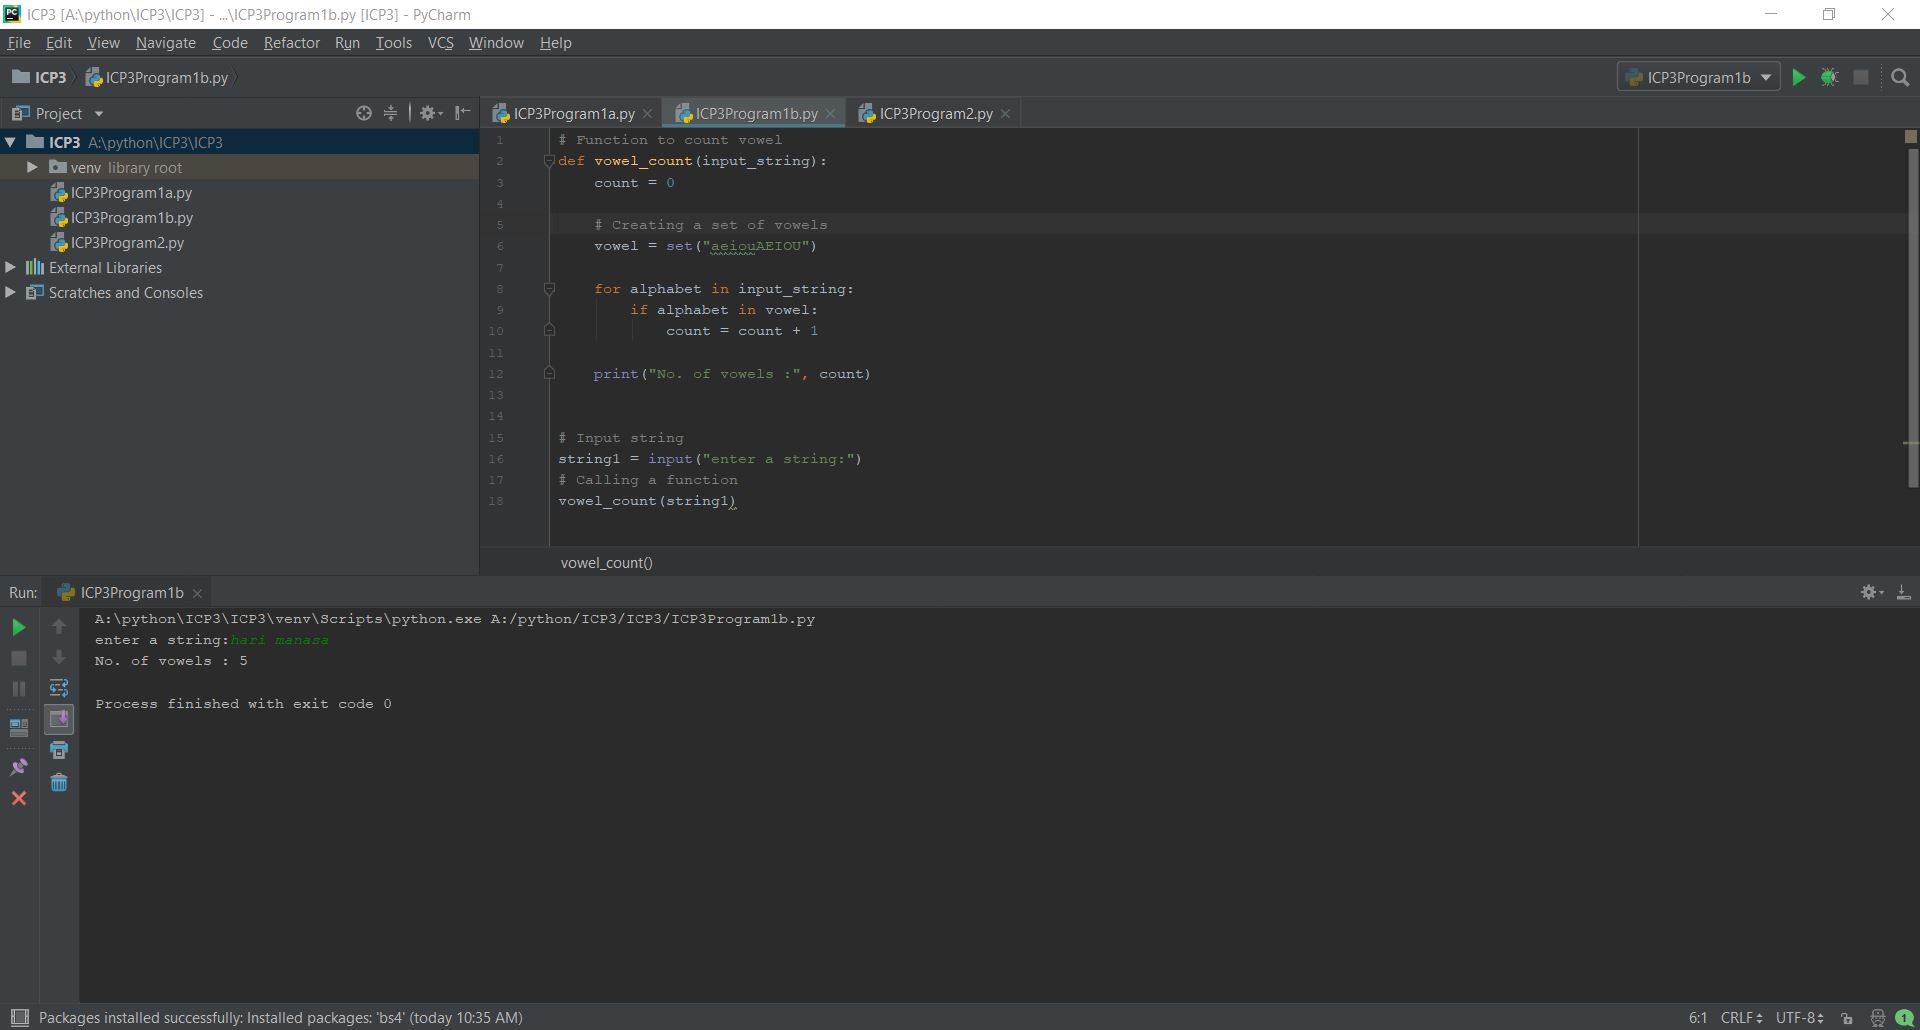 ICP3 [A:\python\ICP3\ICP3] - ...\ICP3Program1b.py [ICP3] - PyCharm
File Edit View Navigate Code Refactor Run Tools VCS Window Help
ICP3 ICP3Program1b.py ICP3Program1b
Project
ICP3Program1a.py ICP3Program1b.py ICP3Program2.py
ICP3 A:\python\ICP3\ICP3
venv library root
ICP3Program1a.py
ICP3Program1b.py
ICP3Program2.py
External Libraries
Scratches and Consoles
1 # Function to count vowel
2 def vowel_count(input_string):
3 count = 0
4
5 # Creating a set of vowels
6 vowel = set("aeiouAEIOU")
7
8 for alphabet in input_string:
9 if alphabet in vowel:
10 count = count + 1
11
12 print("No. of vowels :", count)
13
14
15 # Input string
16 string1 = input("enter a string:")
17 # Calling a function
18 vowel_count(string1)
vowel_count()
Run: ICP3Program1b
A:\python\ICP3\ICP3\venv\Scripts\python.exe A:/python/ICP3/ICP3/ICP3Program1b.py
enter a string:hari manasa
No. of vowels : 5
Process finished with exit code 0
Packages installed successfully: Installed packages: 'bs4' (today 10:35 AM) 6:1 CRLF UTF-8 1